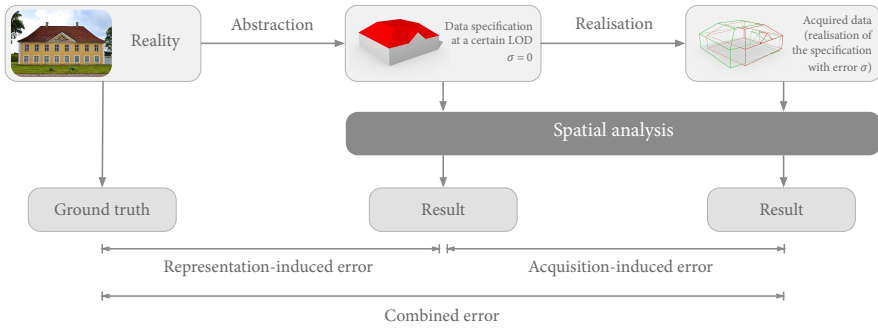 Reality
Abstraction
Data specification
at a certain LOD
σ = 0
Realisation
Acquired data
(realisation of
the specification
with error σ)
Spatial analysis
Ground truth
Result
Result
Representation-induced error
Acquisition-induced error
Combined error